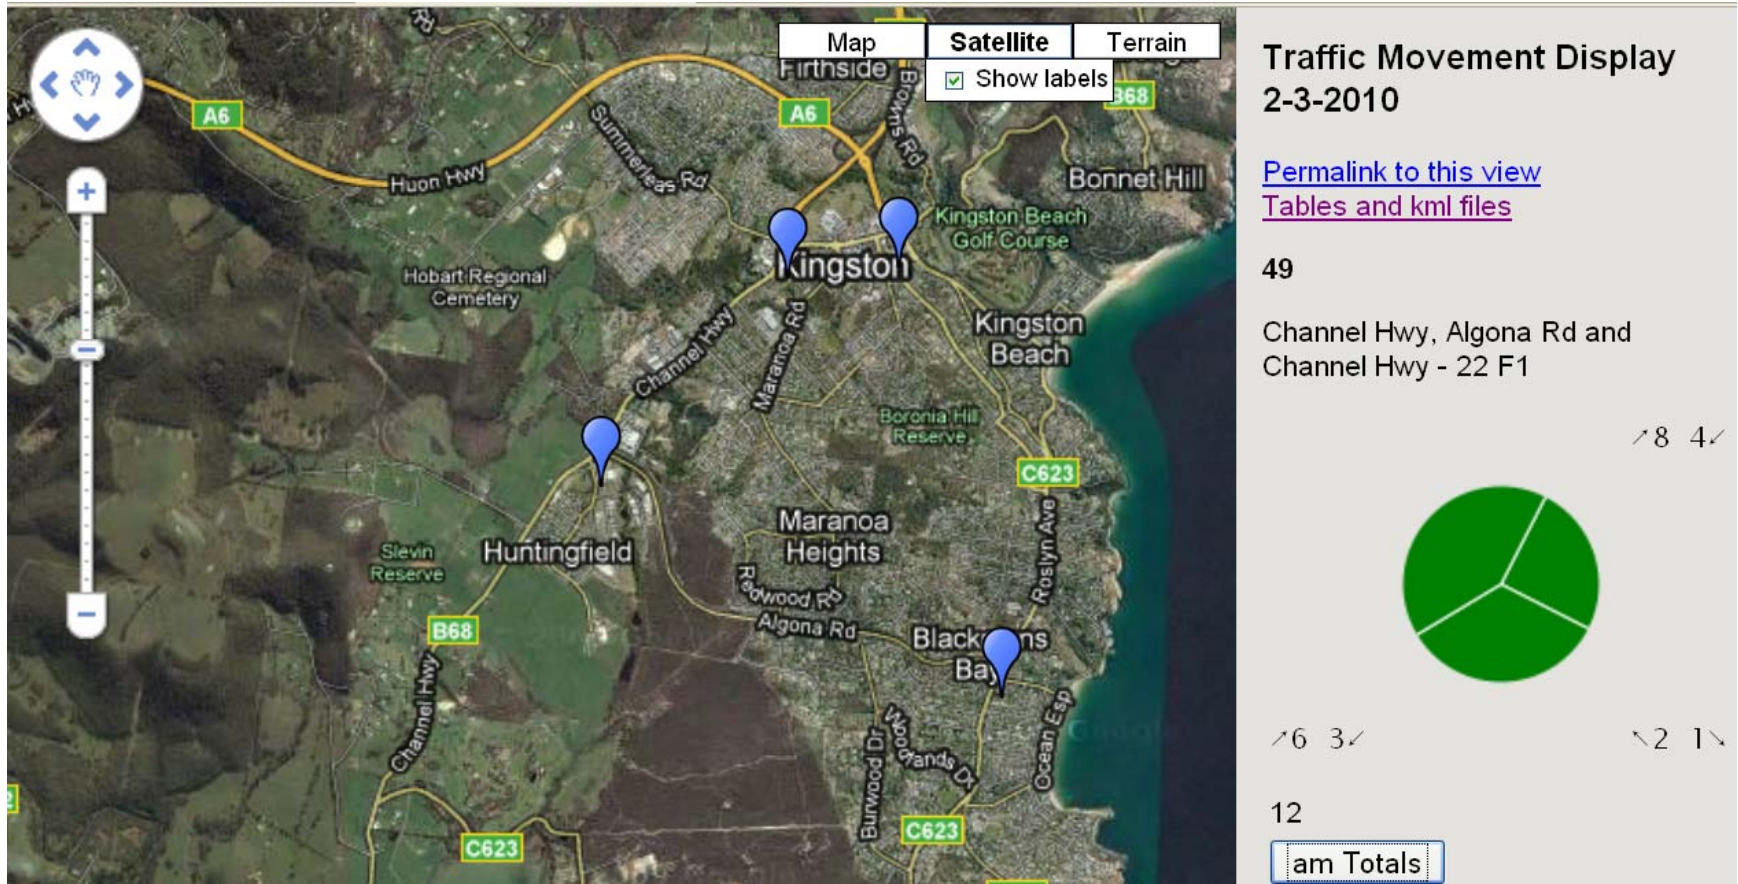 Map
Satellite
Terrain
Show labels
Firthside
A6
A6
B68
Browns Rd
Summerleas Rd
Huon Hwy
Bonnet Hill
Kingston Beach
Golf Course
Kingston
Hobart Regional
Cemetery
Channel Hwy
Maranoa Rd
Kingston
Beach
Boronia Hill
Reserve
C623
Maranoa
Heights
Roslyn Ave
Slevin
Reserve
Huntingfield
Redwood Rd
B68
Algona Rd
Bay
Channel Hwy
Burwood Dr
Ocean Esp
C623
C623
Traffic Movement Display
2-3-2010
Permalink to this view
Tables and kml files
49
Channel Hwy, Algona Rd and
Channel Hwy - 22 F1
↗8 4↙
↗6 3↙ ↖2 1↘
12
am Totals